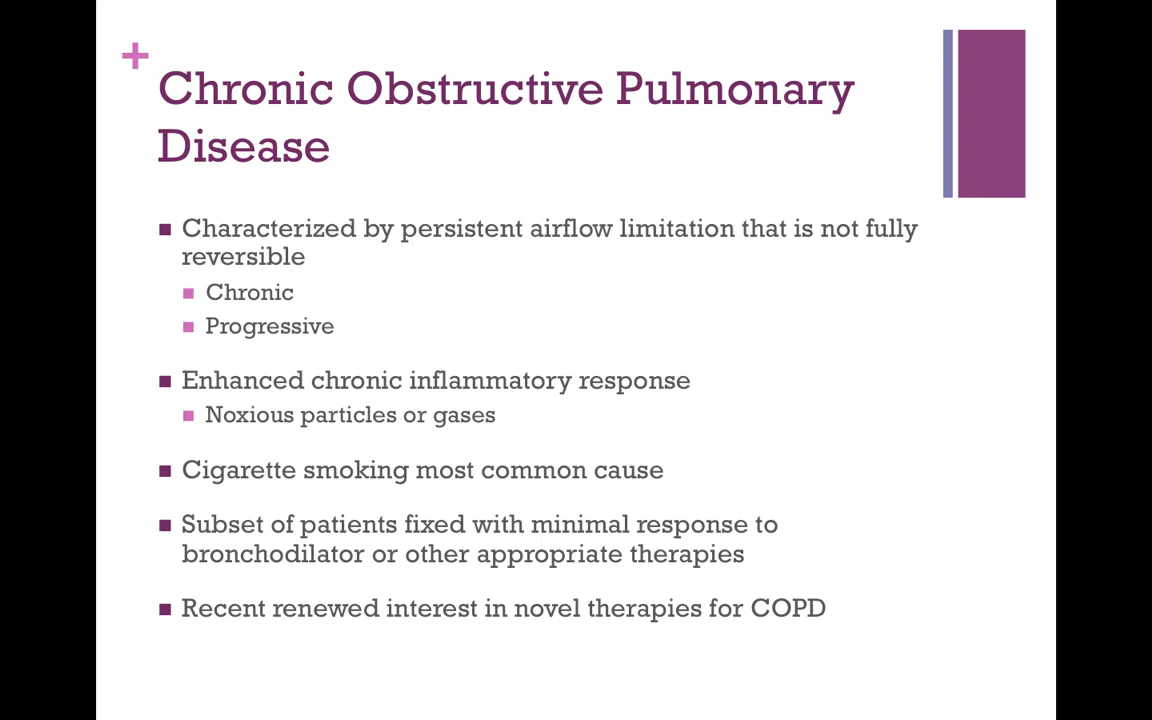 +
Chronic Obstructive Pulmonary
Disease
■ Characterized by persistent airflow limitation that is not fully
reversible
■ Chronic
■ Progressive
■ Enhanced chronic inflammatory response
■ Noxious particles or gases
■ Cigarette smoking most common cause
■ Subset of patients fixed with minimal response to
bronchodilator or other appropriate therapies
■ Recent renewed interest in novel therapies for COPD